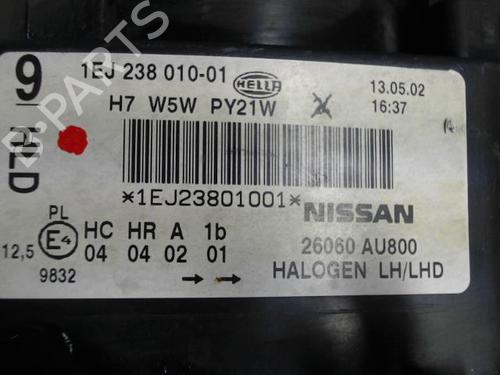 9
HLD
1EJ 238 010-01
HELLA
13.05.02
16:37
H7 W5W PY21W
*1EJ23801001*
NISSAN
26060 AU800
HALOGEN LH/LHD
PL
12,5
E4
9832
HC HR A 1b
04 04 02 01
B-PARTS